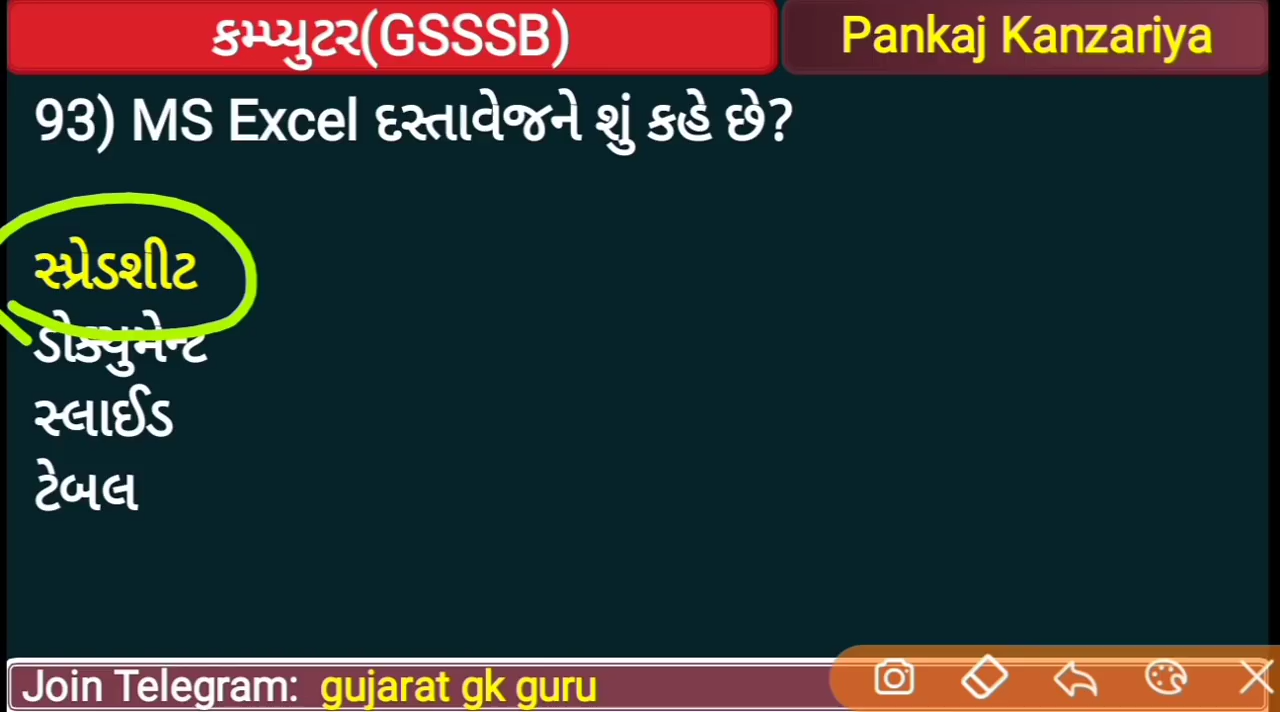 કમ્પ્યુટર(GSSSB)
Pankaj Kanzariya
93) MS Excel દસ્તાવેજને શું કહે છે?
સ્પ્રેડશીટ
ડોક્યુમેન્ટ
સ્લાઈડ
ટેબલ
Join Telegram: gujarat gk guru